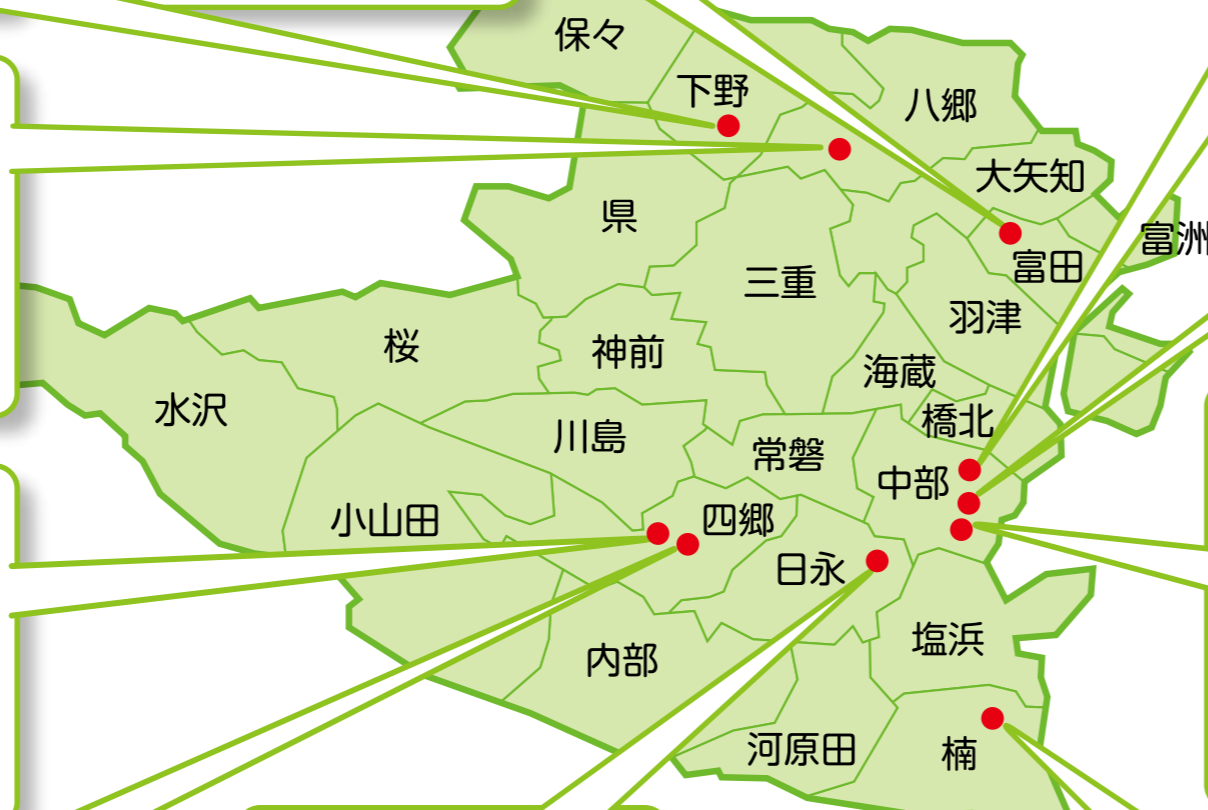 保々
下野
八郷
大矢知
県
富洲
富田
三重
羽津
桜
神前
海蔵
水沢
橋北
川島
常磐
中部
小山田
四郷
日永
塩浜
内部
河原田
楠